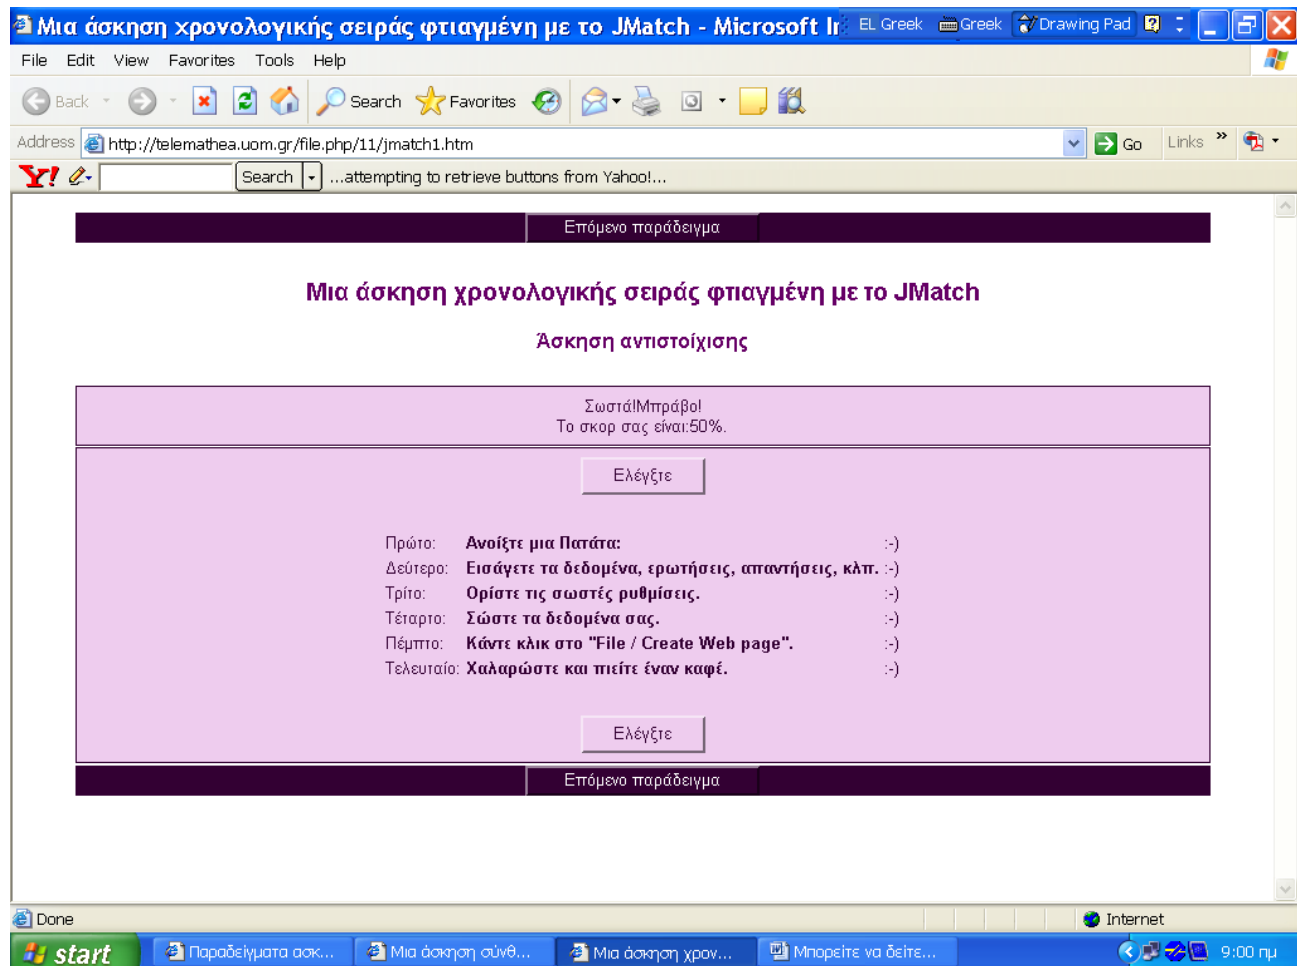 Μια άσκηση χρονολογικής σειράς φτιαγμένη με το JMatch - Microsoft In
EL Greek Greek Drawing Pad
File Edit View Favorites Tools Help
Back Search Favorites
Address http://telemathea.uom.gr/file.php/11/jmatch1.htm Go Links »
Y! Search ...attempting to retrieve buttons from Yahoo!...
Επόμενο παράδειγμα
Μια άσκηση χρονολογικής σειράς φτιαγμένη με το JMatch
Άσκηση αντιστοίχισης
Σωστά!Μπράβο!
Το σκορ σας είναι:50%.
Ελέγξτε
Πρώτο: Ανοίξτε μια Πατάτα: :-)
Δεύτερο: Εισάγετε τα δεδομένα, ερωτήσεις, απαντήσεις, κλπ. :-)
Τρίτο: Ορίστε τις σωστές ρυθμίσεις. :-)
Τέταρτο: Σώστε τα δεδομένα σας. :-)
Πέμπτο: Κάντε κλικ στο "File / Create Web page". :-)
Τελευταίο: Χαλαρώστε και πιείτε έναν καφέ. :-)
Ελέγξτε
Επόμενο παράδειγμα
Done Internet
start Παραδείγματα ασκ... Μια άσκηση σύνθ... Μια άσκηση χρον... Μπορείτε να δείτε... 9:00 πμ